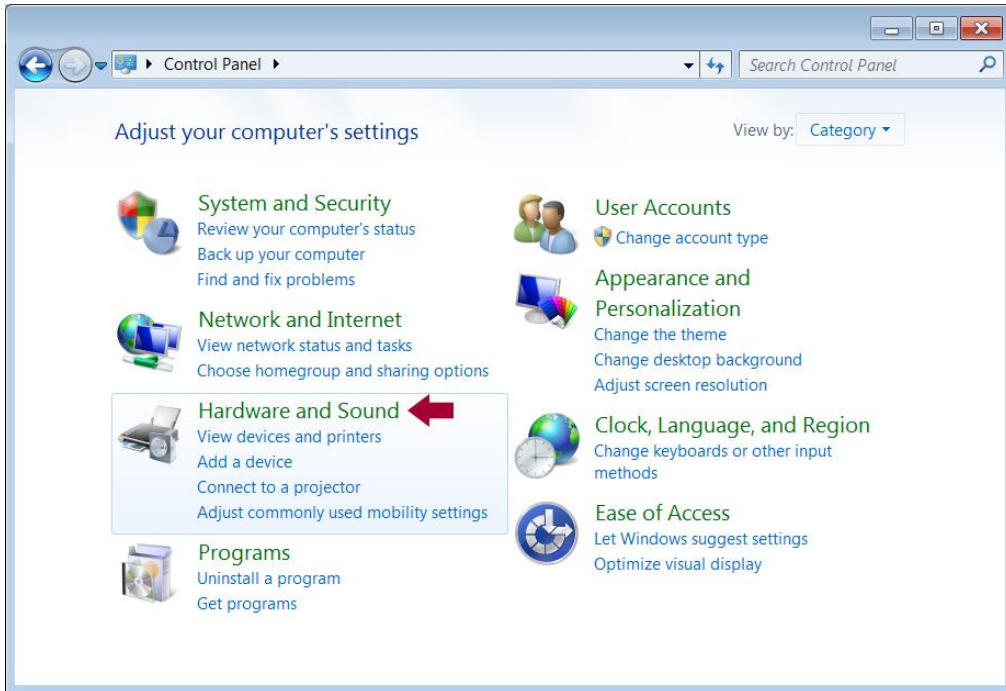 Control Panel
Search Control Panel
Adjust your computer's settings
View by: Category
System and Security
Review your computer's status
Back up your computer
Find and fix problems
Network and Internet
View network status and tasks
Choose homegroup and sharing options
Hardware and Sound
View devices and printers
Add a device
Connect to a projector
Adjust commonly used mobility settings
Programs
Uninstall a program
Get programs
User Accounts
Change account type
Appearance and
Personalization
Change the theme
Change desktop background
Adjust screen resolution
Clock, Language, and Region
Change keyboards or other input
methods
Ease of Access
Let Windows suggest settings
Optimize visual display